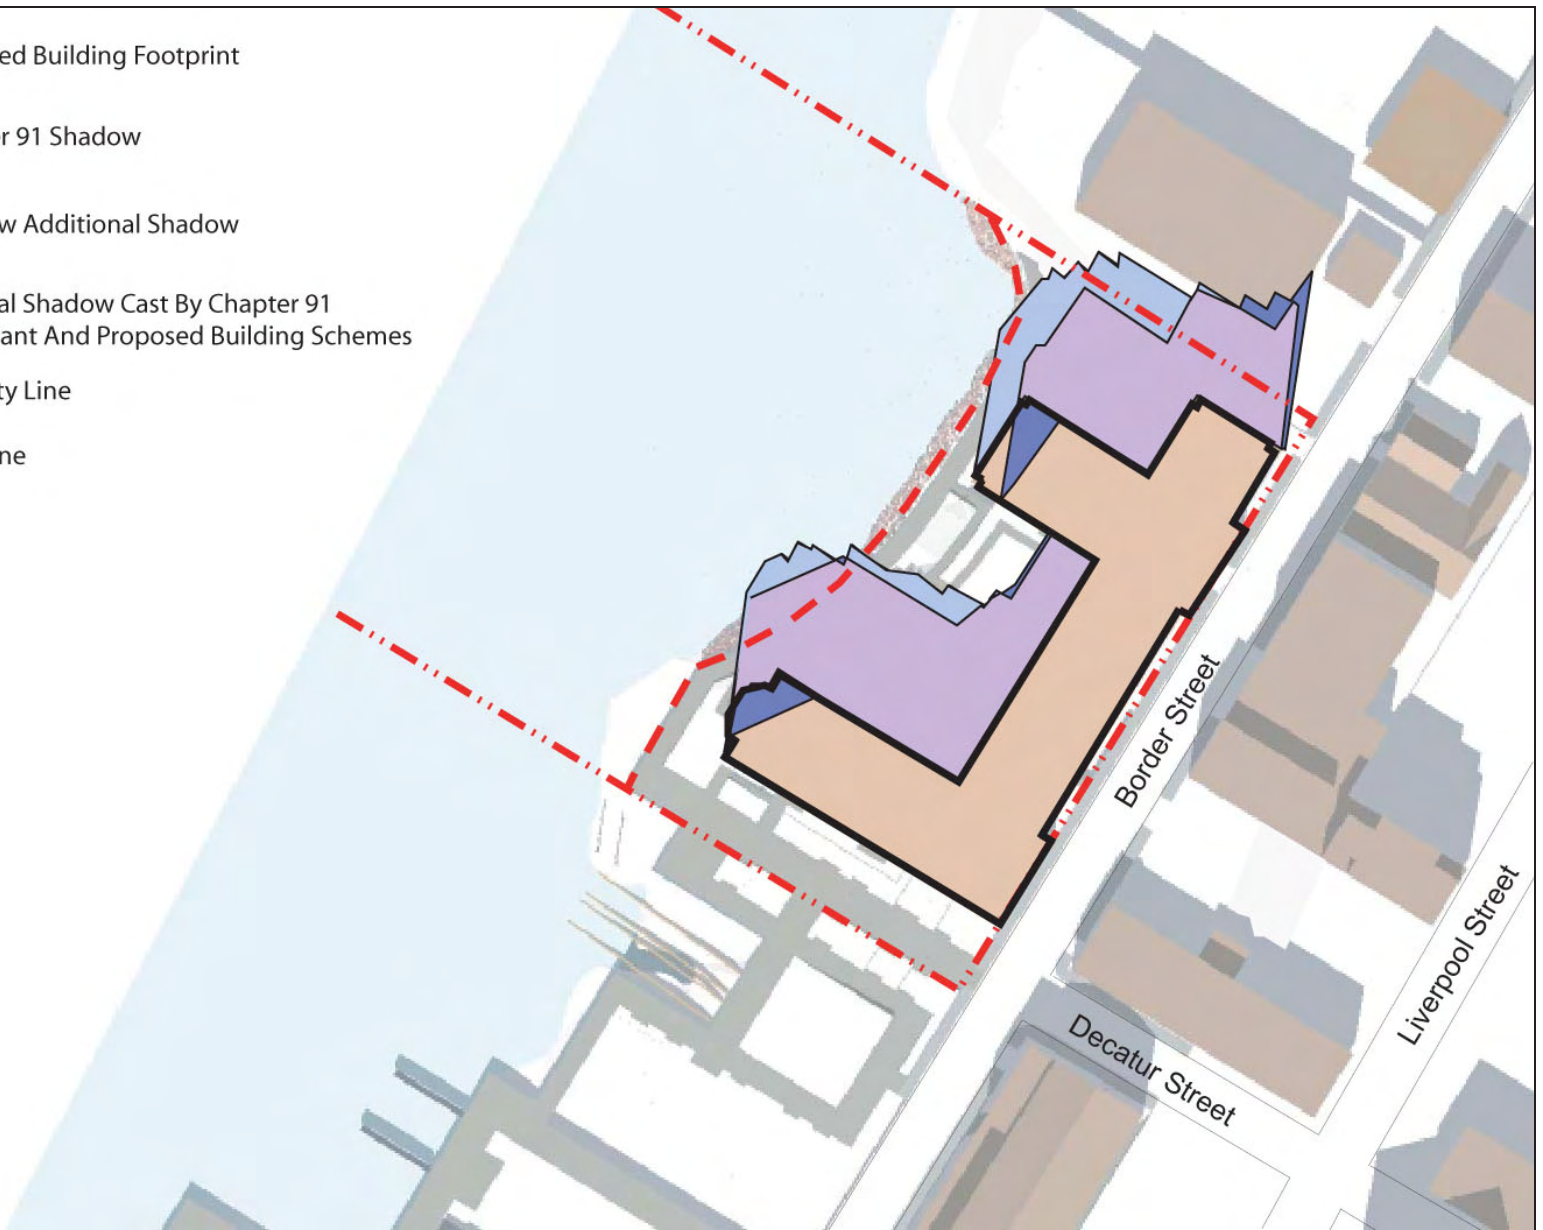 ed Building Footprint
r 91 Shadow
w Additional Shadow
al Shadow Cast By Chapter 91
ant And Proposed Building Schemes
ty Line
ne
Border Street
Liverpool Street
Decatur Street